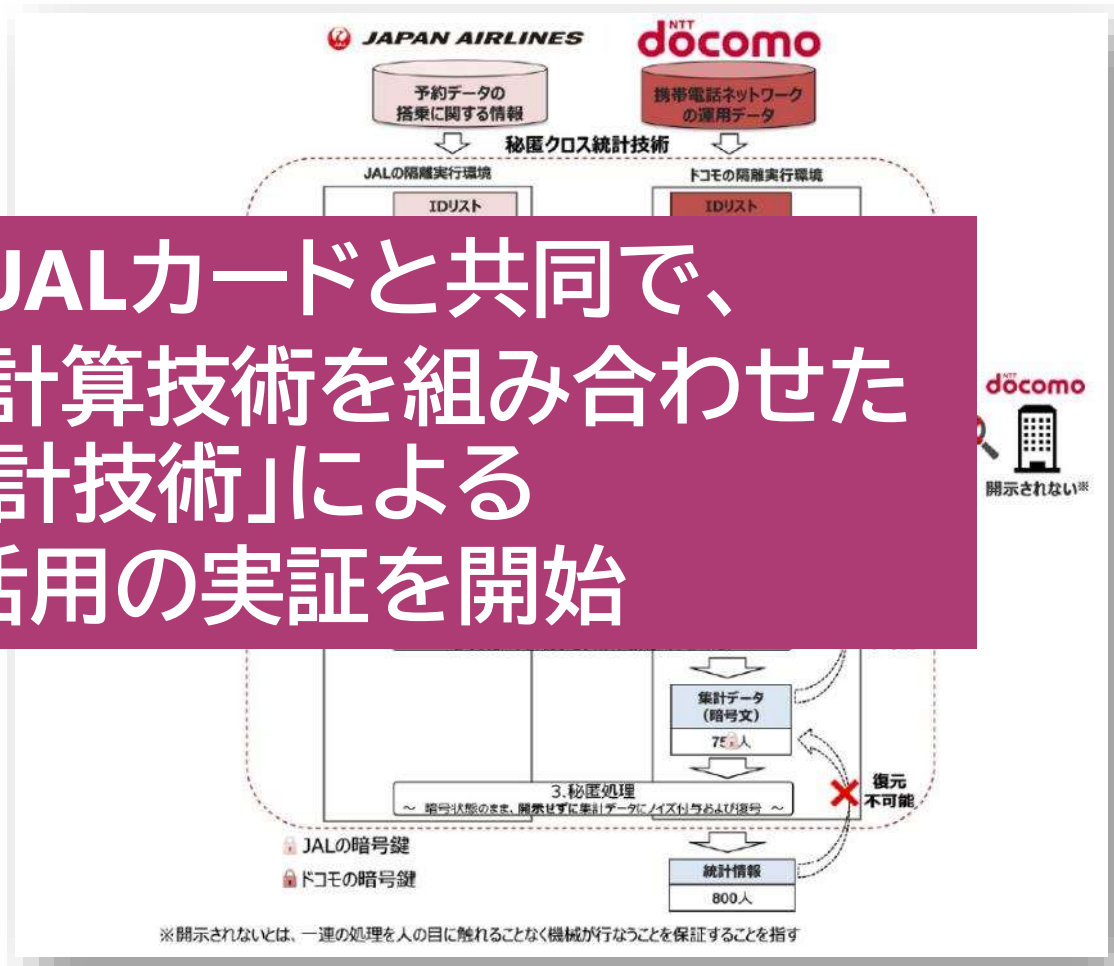 JAPAN AIRLINES
NTT
döcomo
予約データの
搭乗に関する情報
携帯電話ネットワーク
の運用データ
秘匿クロス統計技術
JALの隔離実行環境
ドコモの隔離実行環境
IDリスト
IDリスト
JALカードと共同で、
計算技術を組み合わせた
計技術」による
活用の実証を開始
NTT
döcomo
開示されない※
集計データ
(暗号文)
75 人
3.秘匿処理
～ 暗号状態のまま、開示せずに集計データにノイズ付与および復号 ～
復元
不可能
JALの暗号鍵
ドコモの暗号鍵
統計情報
800人
※開示されないとは、一連の処理を人の目に触れることなく機械が行なうことを保証することを指す